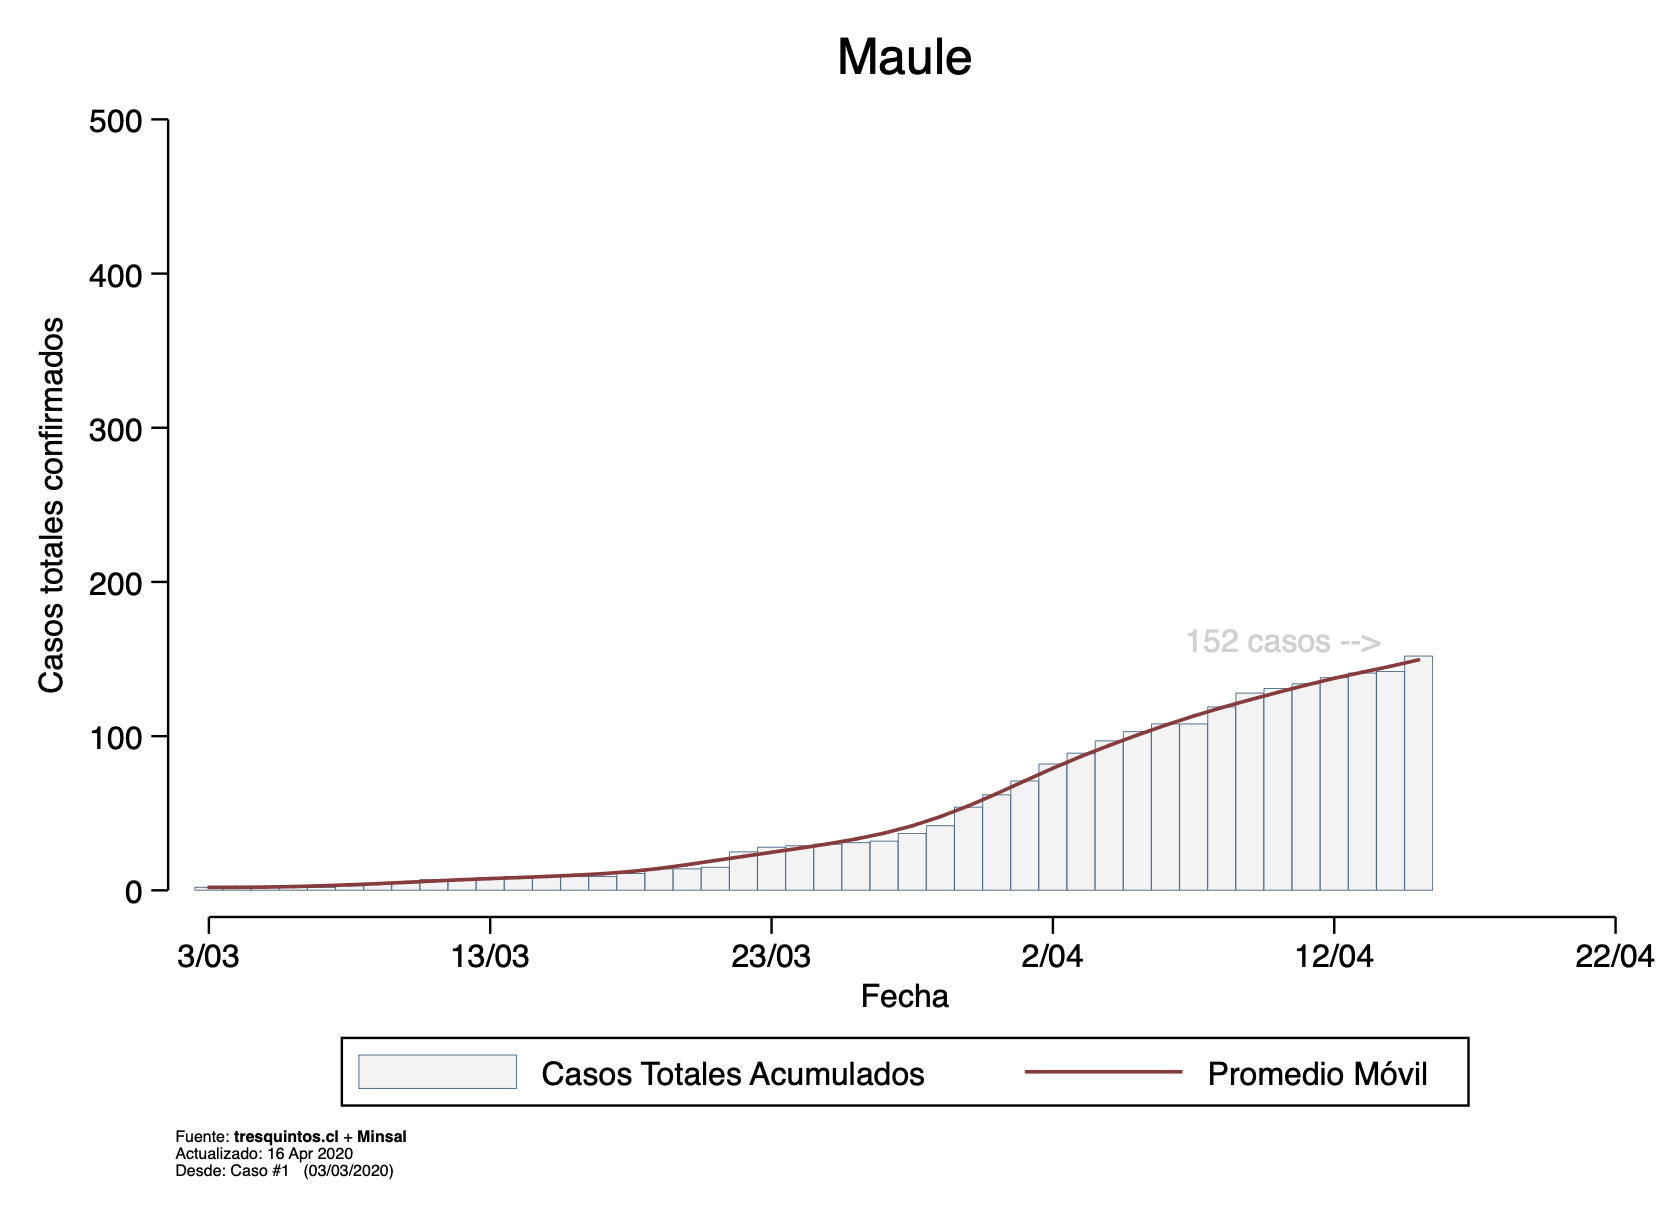 Maule
500
400
300
200
100
0
Casos totales confirmados
152 casos -->
3/03 13/03 23/03 2/04 12/04 22/04
Fecha
Casos Totales Acumulados Promedio Móvil
Fuente: tresquintos.cl + Minsal
Actualizado: 16 Apr 2020
Desde: Caso #1 (03/03/2020)